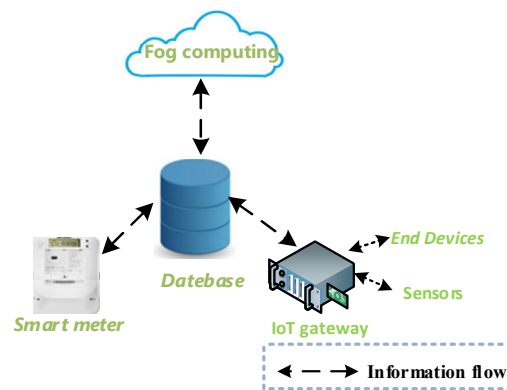 Fog computing
End Devices
Datebase
Sensors
Smart meter
IoT gateway
Information flow